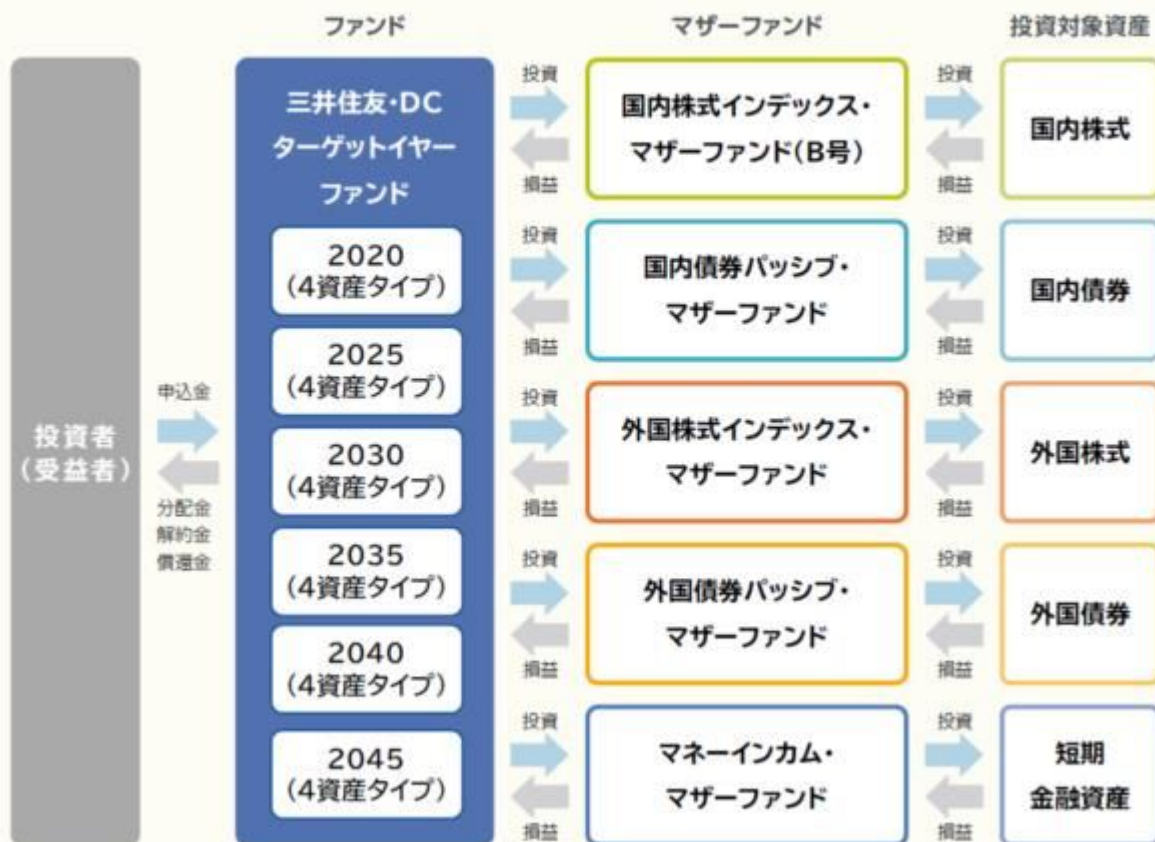 ファンド
マザーファンド
投資対象資産
投資者
(受益者)
申込金
分配金
解約金
償還金
三井住友・DC
ターゲットイヤー
ファンド
2020
(4資産タイプ)
2025
(4資産タイプ)
2030
(4資産タイプ)
2035
(4資産タイプ)
2040
(4資産タイプ)
2045
(4資産タイプ)
投資
損益
国内株式インデックス・
マザーファンド(B号)
投資
損益
国内株式
投資
損益
国内債券パッシブ・
マザーファンド
投資
損益
国内債券
投資
損益
外国株式インデックス・
マザーファンド
投資
損益
外国株式
投資
損益
外国債券パッシブ・
マザーファンド
投資
損益
外国債券
投資
損益
マネーインカム・
マザーファンド
投資
損益
短期
金融資産